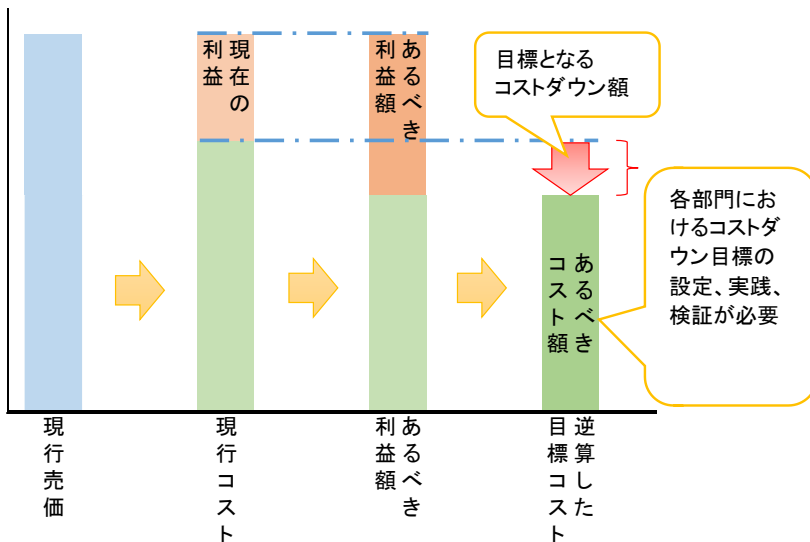 現在の
利益
あるべき
利益額
目標となる
コストダウン額
各部門にお
けるコストダ
ウン目標の
設定、実践、
検証が必要
あるべき
コスト額
現行売価
現行コスト
あるべき
利益額
逆算した
目標コスト